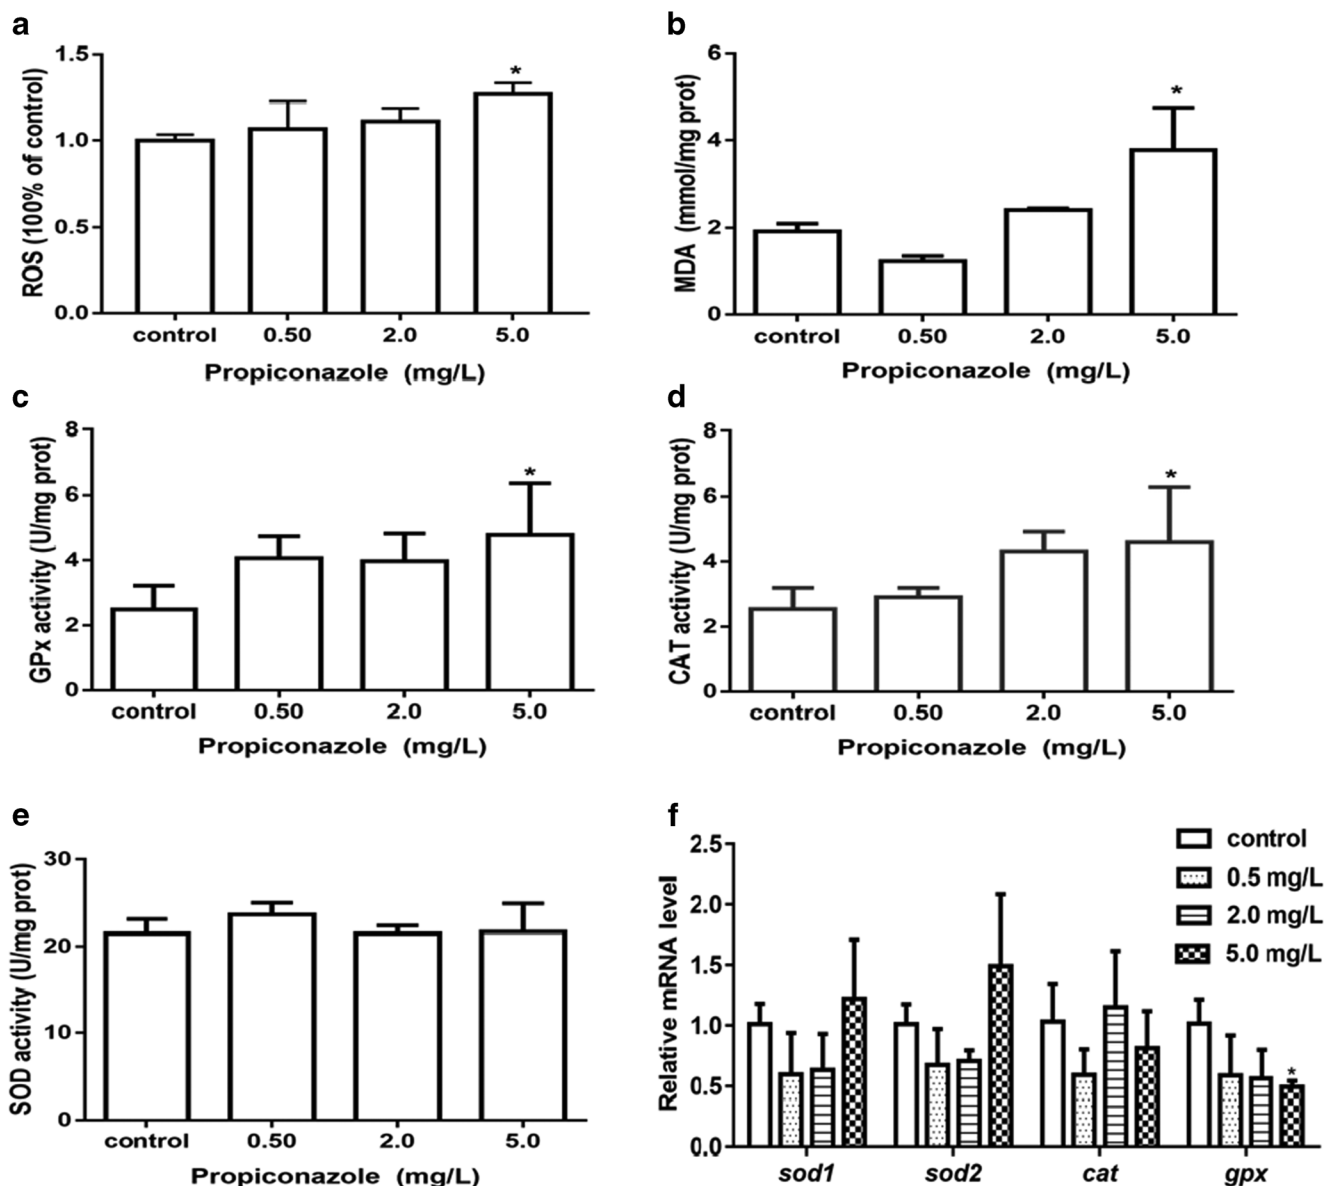 a
ROS (100% of control)
1.5
1.0
0.5
0.0
*
control 0.50 2.0 5.0
Propiconazole (mg/L)
b
MDA (mmol/mg prot)
6
4
2
0
*
control 0.50 2.0 5.0
Propiconazole (mg/L)
c
GPx activity (U/mg prot)
8
6
4
2
0
*
control 0.50 2.0 5.0
Propiconazole (mg/L)
d
CAT activity (U/mg prot)
8
6
4
2
0
*
control 0.50 2.0 5.0
Propiconazole (mg/L)
e
SOD activity (U/mg prot)
30
20
10
0
control 0.50 2.0 5.0
Propiconazole (mg/L)
f
Relative mRNA level
2.5
2.0
1.5
1.0
0.5
0.0
control
0.5 mg/L
2.0 mg/L
5.0 mg/L
*
sod1 sod2 cat gpx